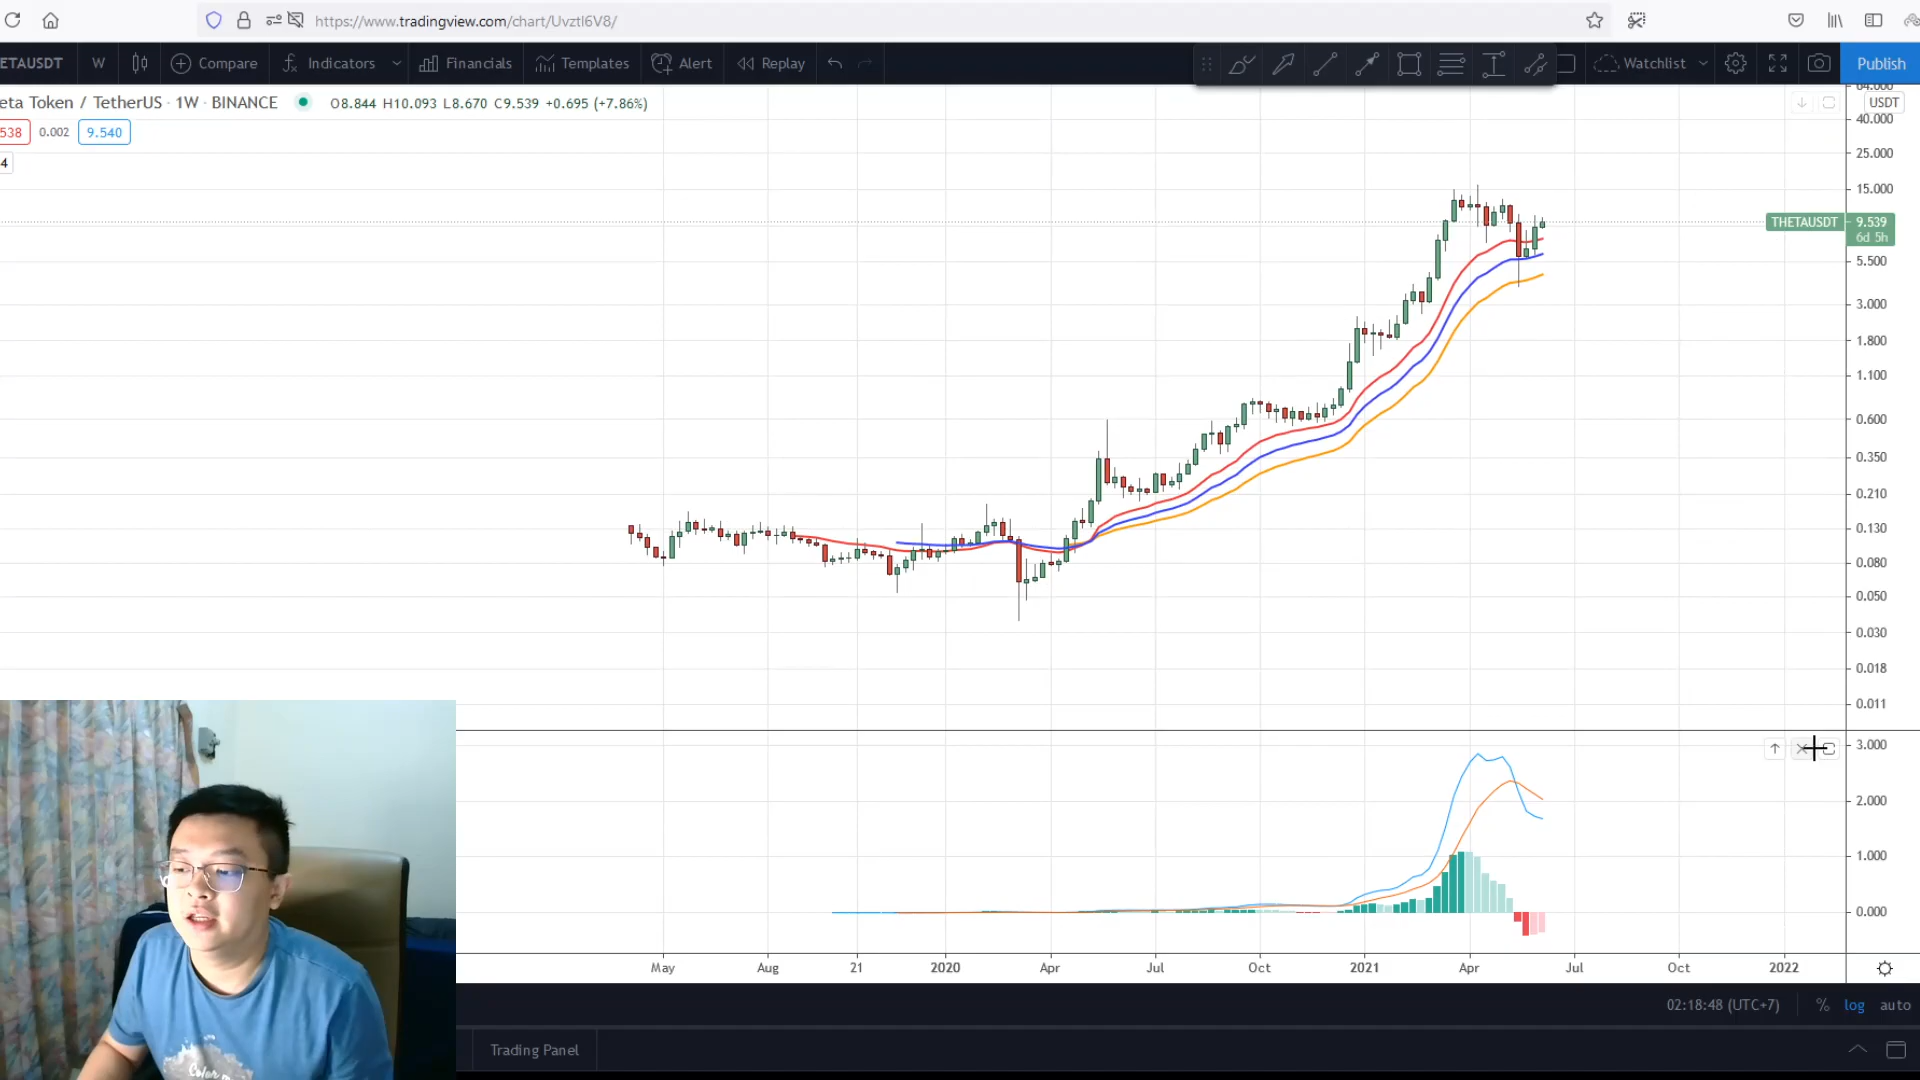 https://www.tradingview.com/chart/Uvztl6V8/
ETAUSDT W Compare Indicators Financials Templates Alert Replay Watchlist Publish
eta Token / TetherUS · 1W · BINANCE O8.844 H10.093 L8.670 C9.539 +0.695 (+7.86%)
538 0.002 9.540
4
USDT
64.000
40.000
25.000
15.000
THETAUSDT 9.539
6d 5h
5.500
3.000
1.800
1.100
0.600
0.350
0.210
0.130
0.080
0.050
0.030
0.018
0.011
3.000
2.000
1.000
0.000
May Aug 21 2020 Apr Jul Oct 2021 Apr Jul Oct 2022
02:18:48 (UTC+7) % log auto
Trading Panel